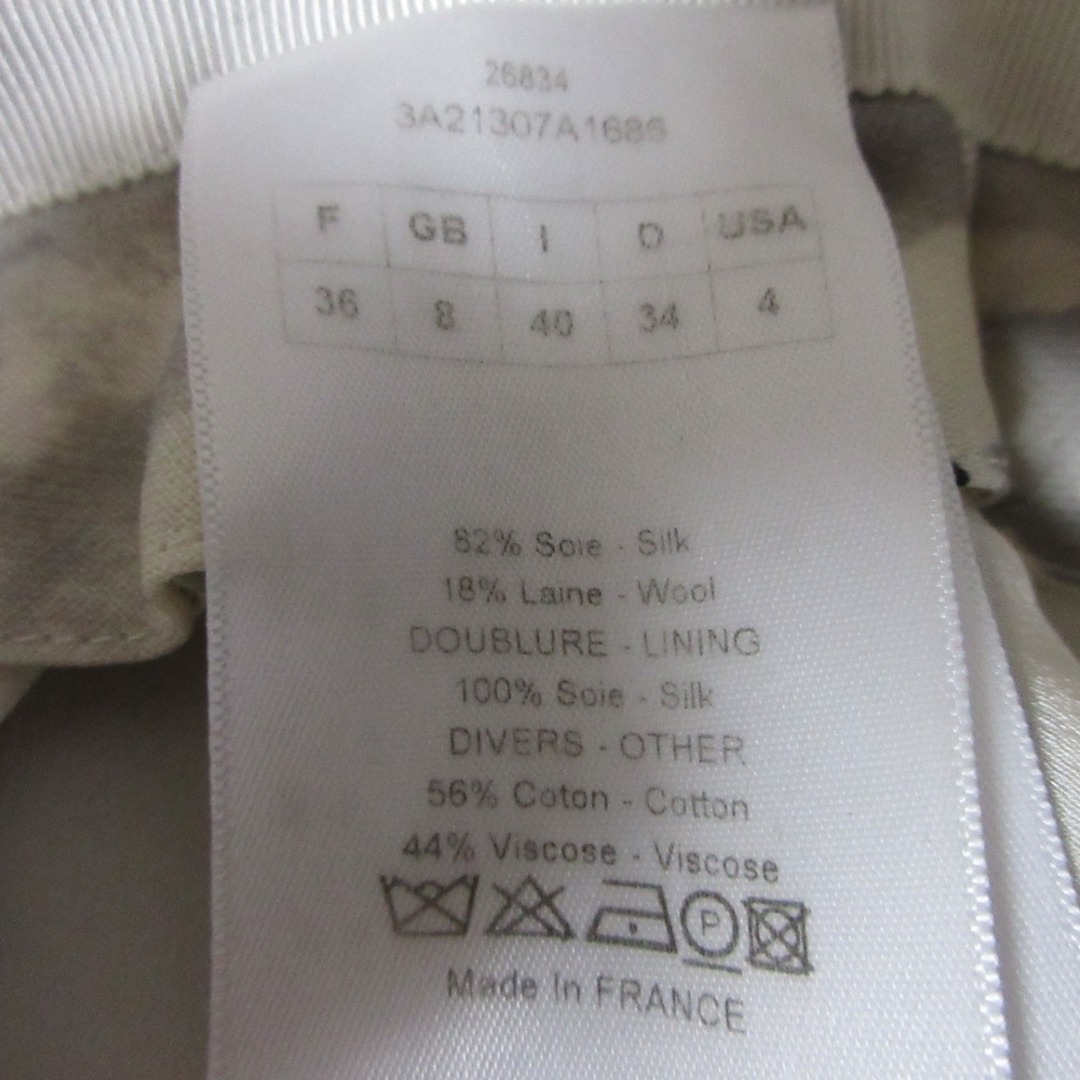 26834
3A21307A1686
F GB I D USA
36 8 40 34 4
82% Soie - Silk
18% Laine - Wool
DOUBLURE - LINING
100% Soie - Silk
DIVERS - OTHER
56% Coton - Cotton
44% Viscose - Viscose
P
Made In FRANCE